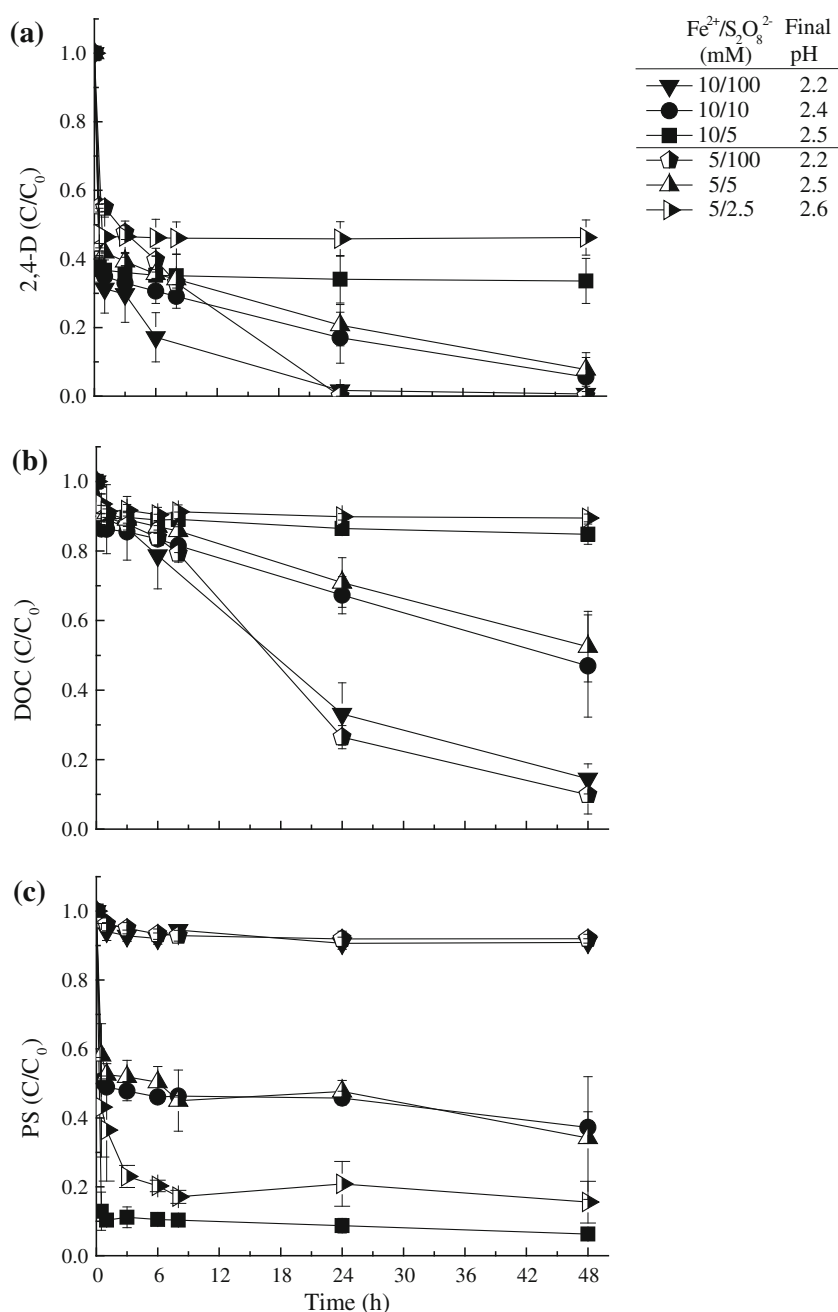 (a)
1.0
0.8
0.6
0.4
0.2
0.0
2,4-D (C/C₀)
Fe²⁺/S₂O₈²⁻ Final
(mM) pH
10/100 2.2
10/10 2.4
10/5 2.5
5/100 2.2
5/5 2.5
5/2.5 2.6
(b)
1.0
0.8
0.6
0.4
0.2
0.0
DOC (C/C₀)
(c)
1.0
0.8
0.6
0.4
0.2
0.0
PS (C/C₀)
0 6 12 18 24 30 36 42 48
Time (h)